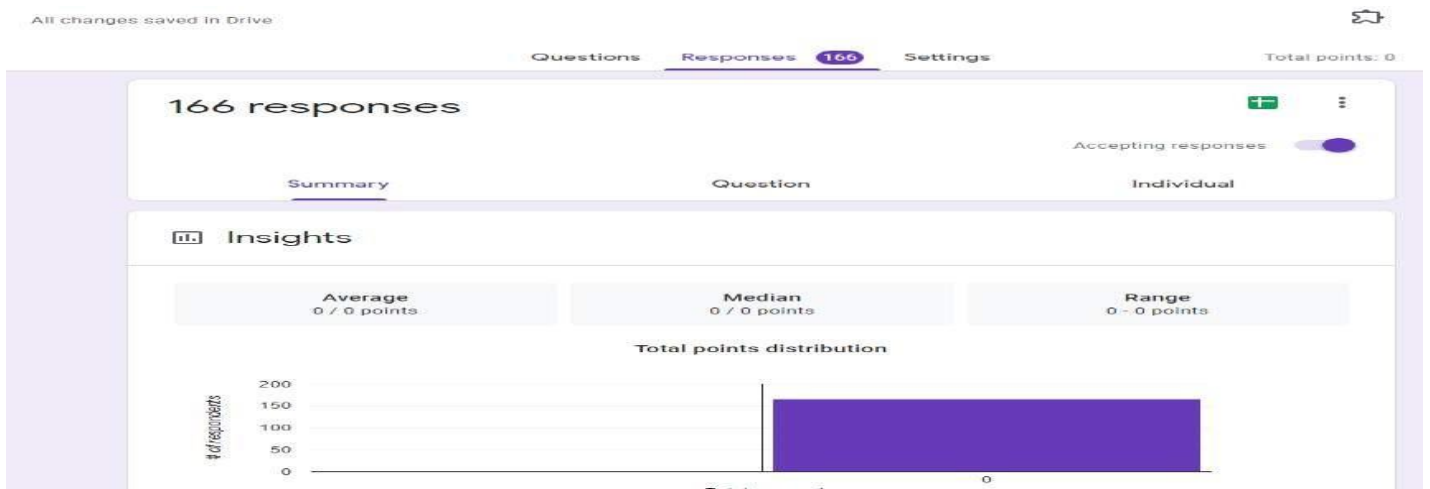 All changes saved in Drive
Questions Responses 166 Settings Total points: 0
166 responses
Accepting responses
Summary Question Individual
Insights
Average Median Range
0 / 0 points 0 / 0 points 0 - 0 points
Total points distribution
200
150
100
50
0
# of respondents
0